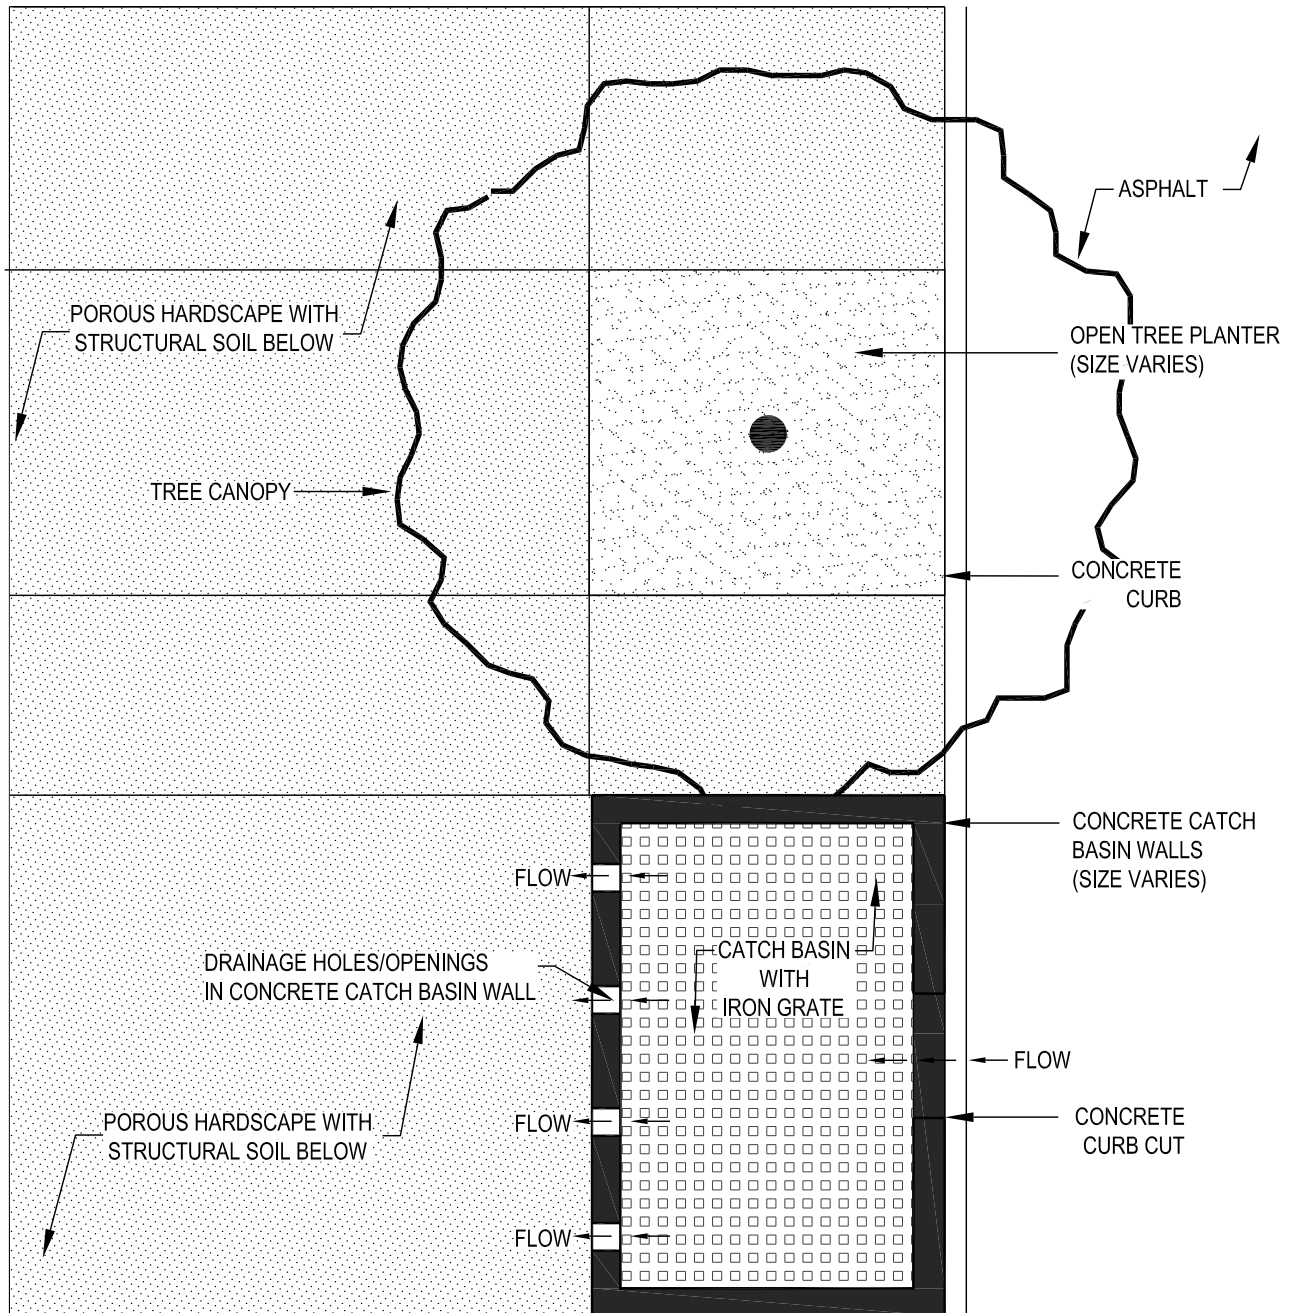 ASPHALT
POROUS HARDSCAPE WITH
STRUCTURAL SOIL BELOW
OPEN TREE PLANTER
(SIZE VARIES)
TREE CANOPY
CONCRETE
CURB
CONCRETE CATCH
BASIN WALLS
(SIZE VARIES)
FLOW
DRAINAGE HOLES/OPENINGS
IN CONCRETE CATCH BASIN WALL
CATCH BASIN
WITH
IRON GRATE
FLOW
POROUS HARDSCAPE WITH
STRUCTURAL SOIL BELOW
FLOW
CONCRETE
CURB CUT
FLOW